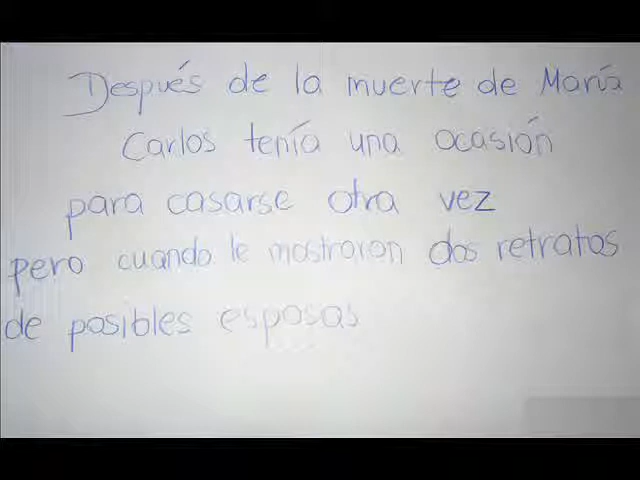 Después de la muerte de María
Carlos tenía una ocasión
para casarse otra vez
pero cuando le mostraron dos retratos
de posibles esposas